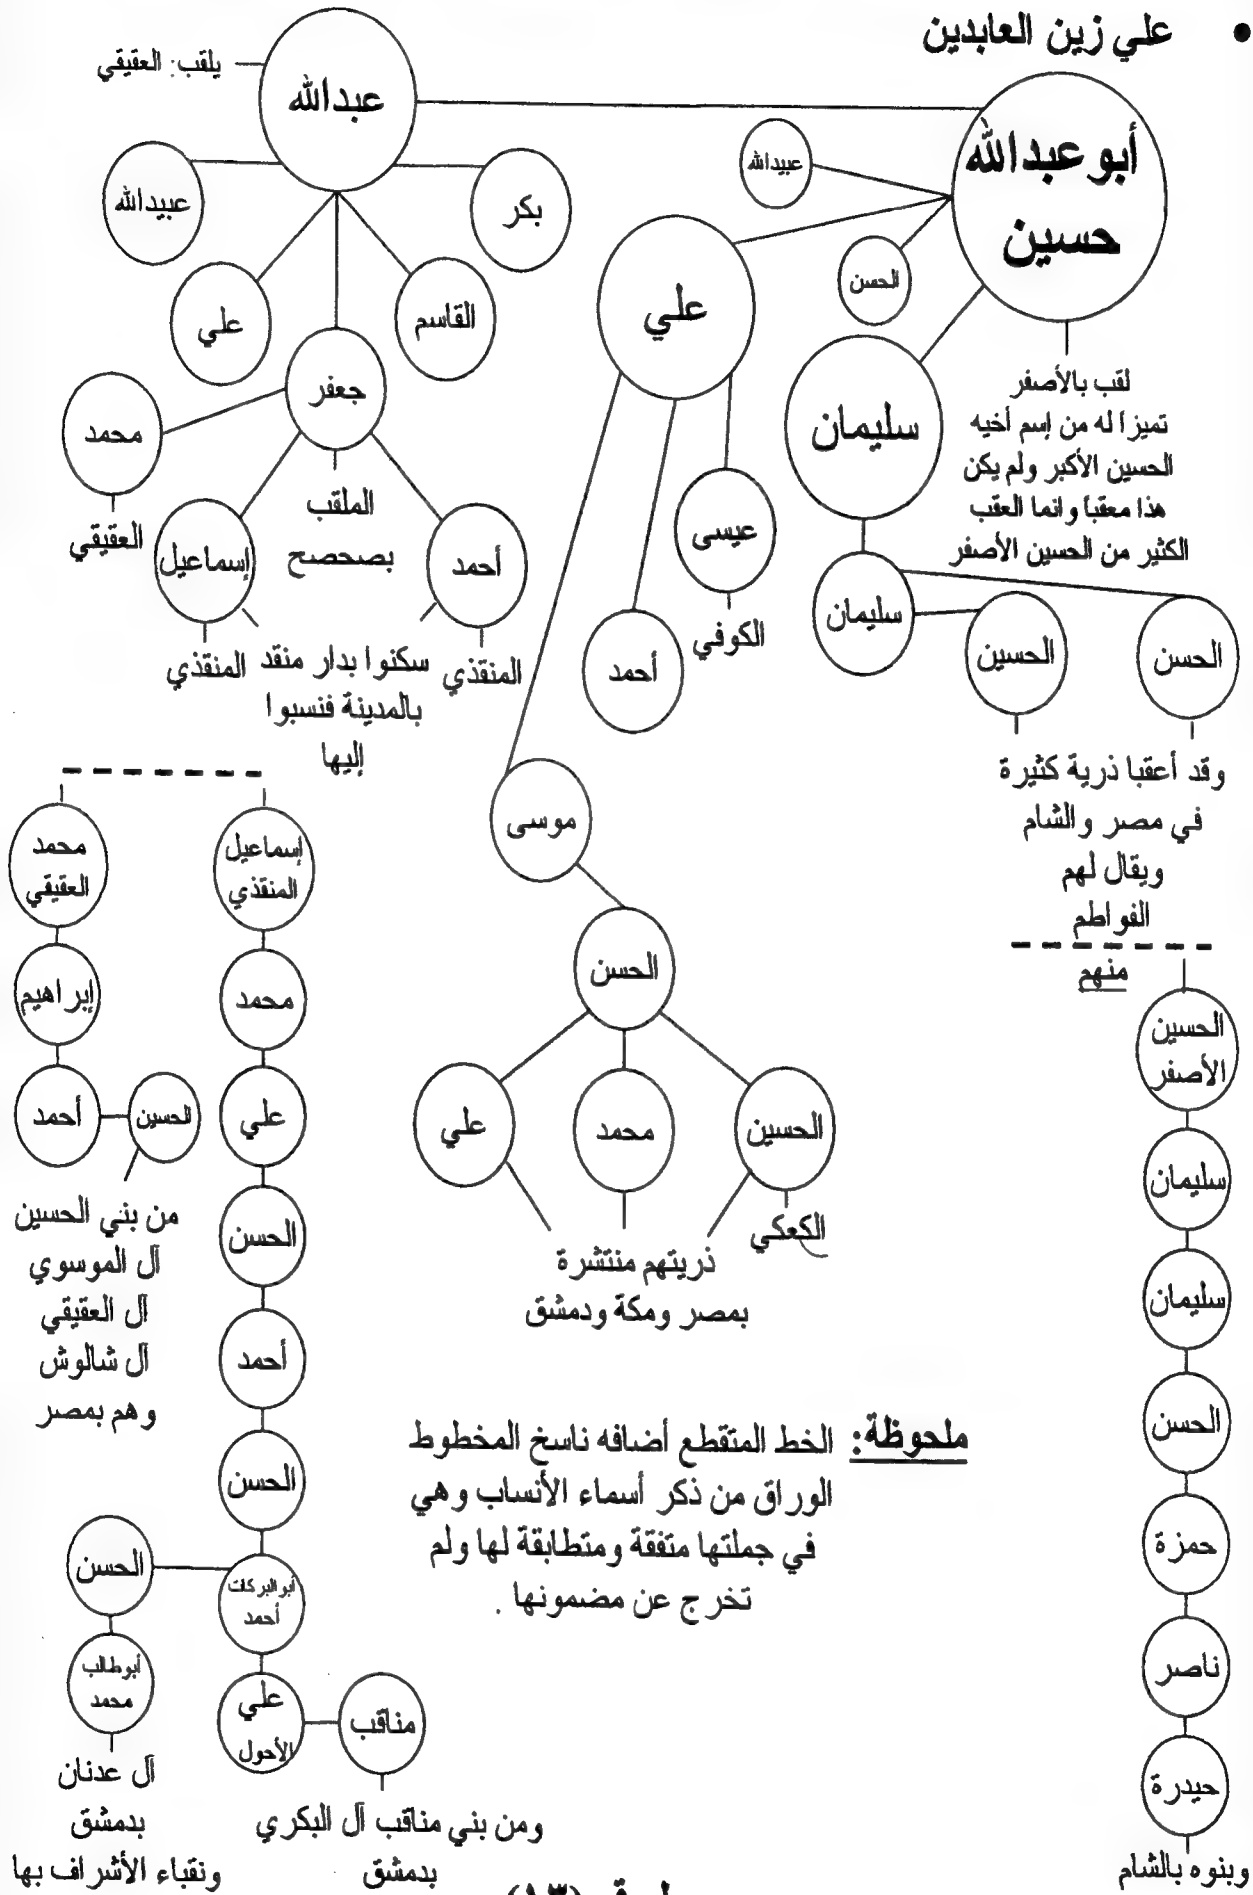 • علي زين العابدين
يلقب: العقيقي
عبدالله
أبو عبدالله
حسين
عبيدالله
بكر
عبيدالله
الحسن
علي
القاسم
علي
سليمان
لقب بالأصفر
تميزا له من إسم أخيه
الحسين الأكبر ولم يكن
هذا معقبا وانما العقب
الكثير من الحسين الأصفر
جعفر
محمد
العقيقي
الملقب
بصحصح
إسماعيل
أحمد
عيسى
الكوفي
أحمد
سليمان
الحسين
الحسن
المنقذي
سكنوا بدار منقد
بالمدينة فنسبوا
إليها
المنقذي
وقد أعقبا ذرية كثيرة
في مصر والشام
ويقال لهم
الفواطم
منهم
موسى
الحسن
الحسين
محمد
علي
الكعكي
ذريتهم منتشرة
بمصر ومكة ودمشق
الحسين
الأصفر
سليمان
سليمان
الحسن
حمزة
ناصر
حيدرة
وبنوه بالشام
إسماعيل
المنقذي
محمد
علي
الحسن
أحمد
الحسن
أبوالبركات
أحمد
علي
الأحول
مناقب
ومن بني مناقب آل البكري
بدمشق
محمد
العقيقي
إبراهيم
أحمد
الحسين
من بني الحسين
آل الموسوي
آل العقيقي
آل شالوش
وهم بمصر
الحسن
أبوطالب
محمد
آل عدنان
بدمشق
ونقباء الأشراف بها
ملحوظة: الخط المتقطع أضافه ناسخ المخطوط
الوراق من ذكر أسماء الأنساب وهي
في جملتها متفقة ومتطابقة لها ولم
تخرج عن مضمونها .
(١٣)